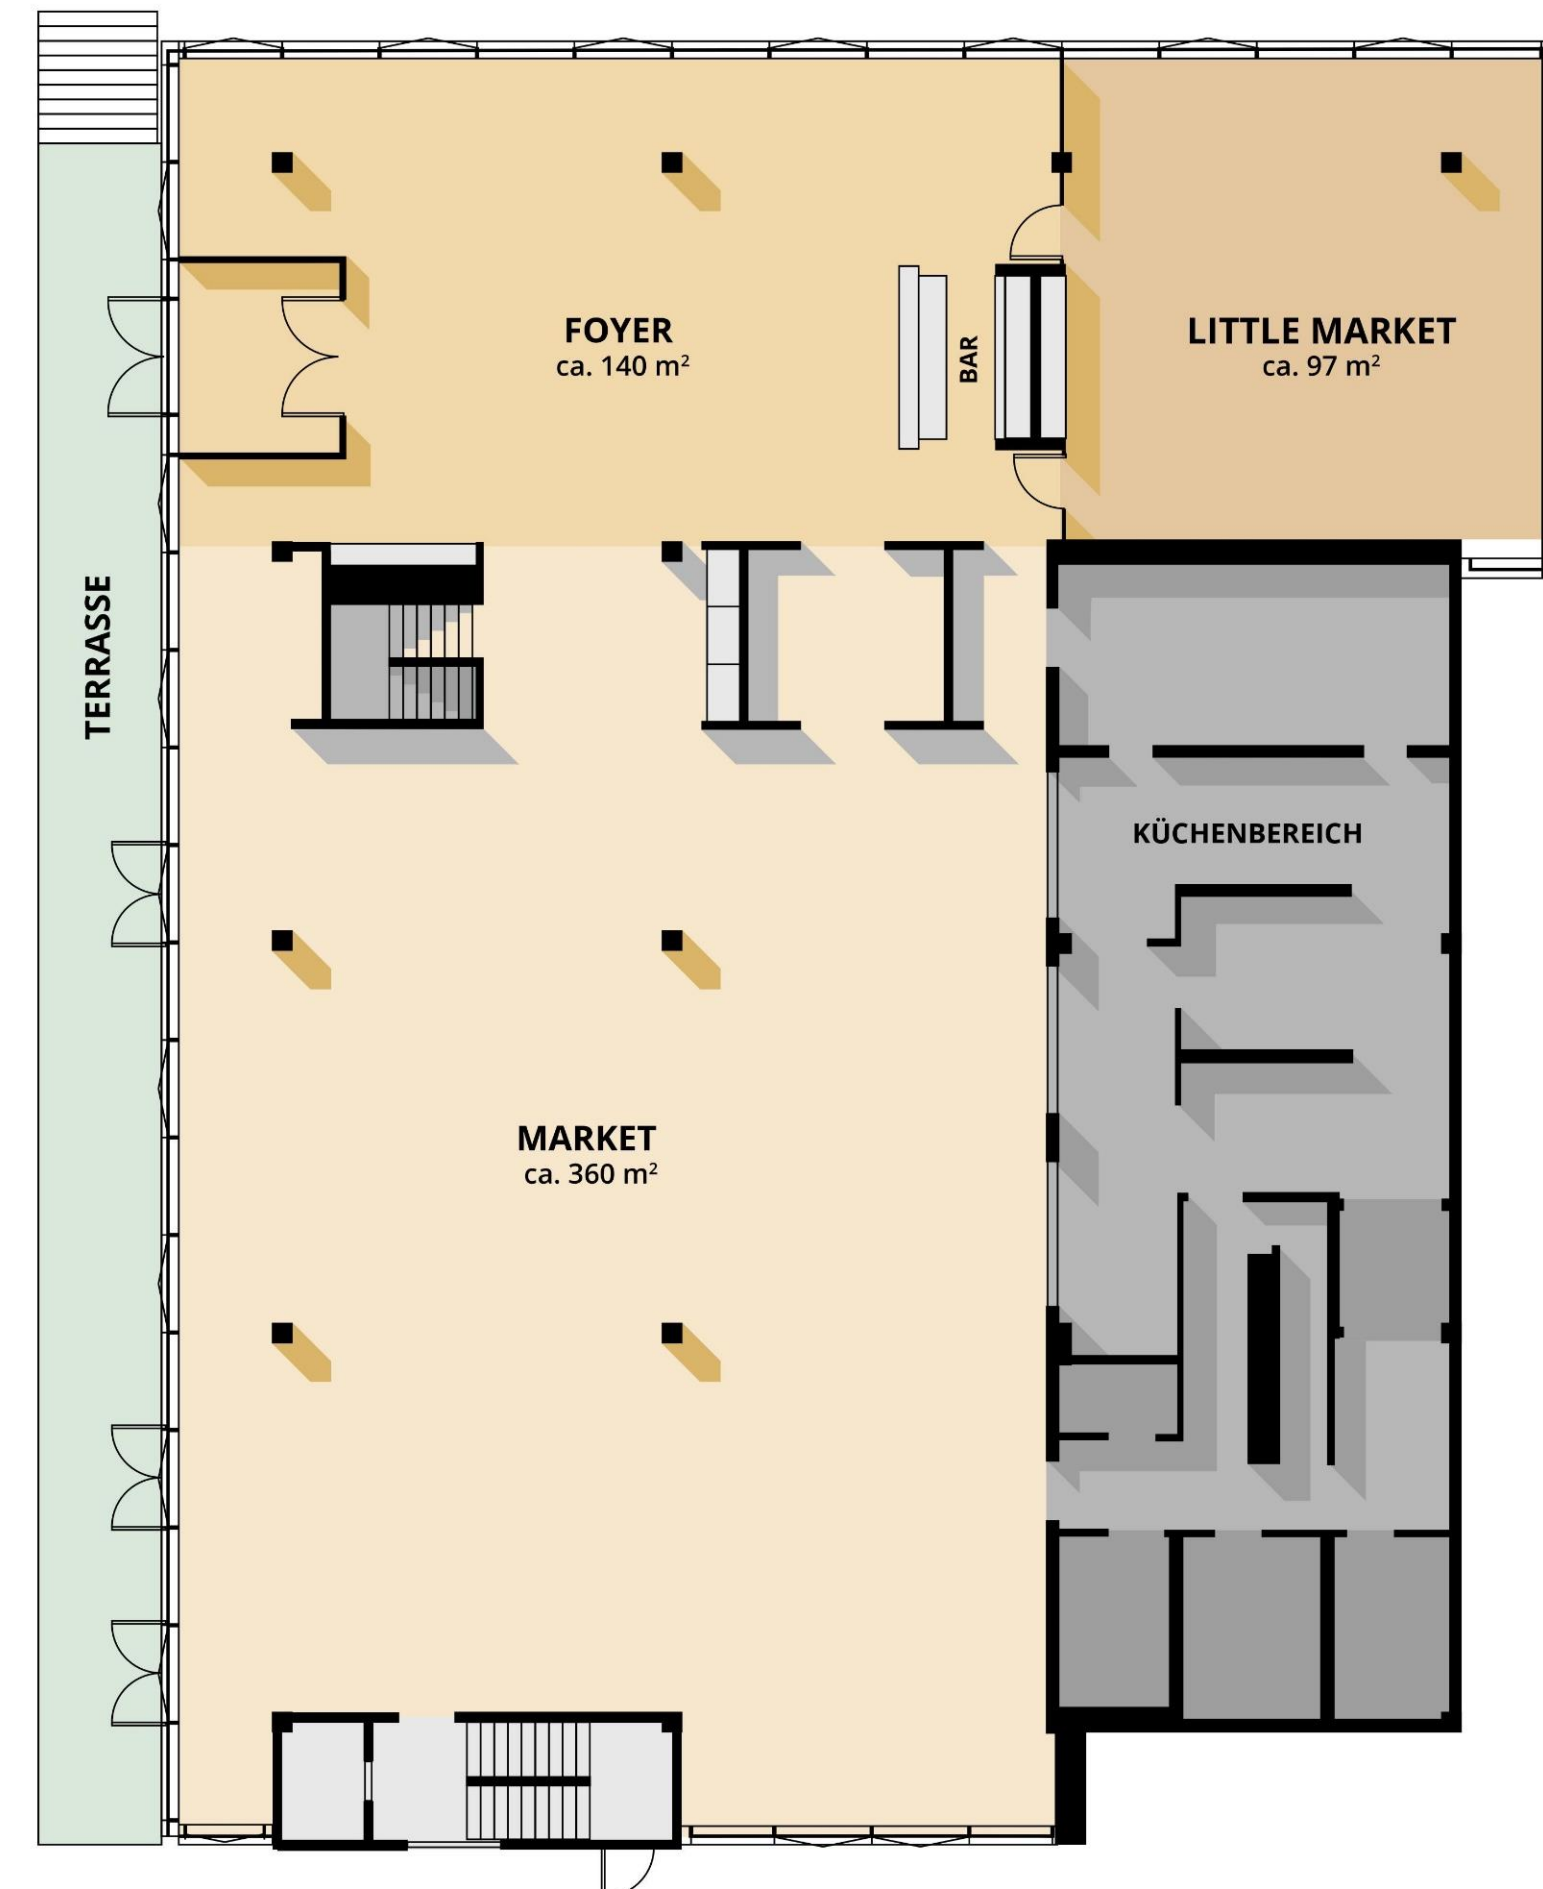 FOYER
ca. 140 m²
BAR
LITTLE MARKET
ca. 97 m²
TERRASSE
KÜCHENBEREICH
MARKET
ca. 360 m²